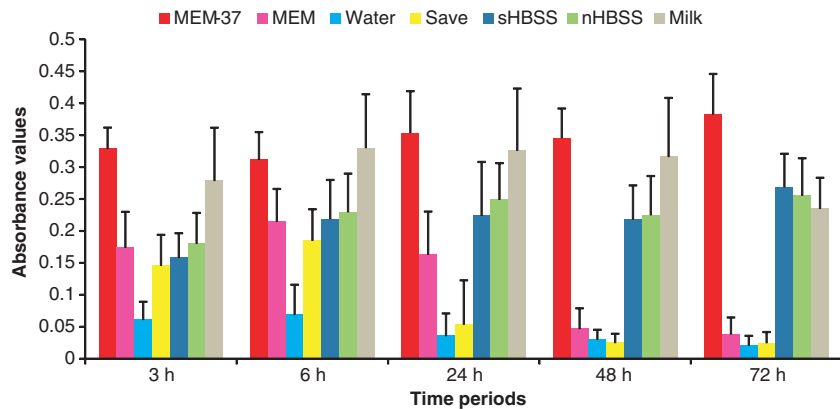 MEM-37 MEM Water Save sHBSS nHBSS Milk
0.5
0.45
0.4
0.35
0.3
0.25
0.2
0.15
0.1
0.05
0
Absorbance values
3 h 6 h 24 h 48 h 72 h
Time periods